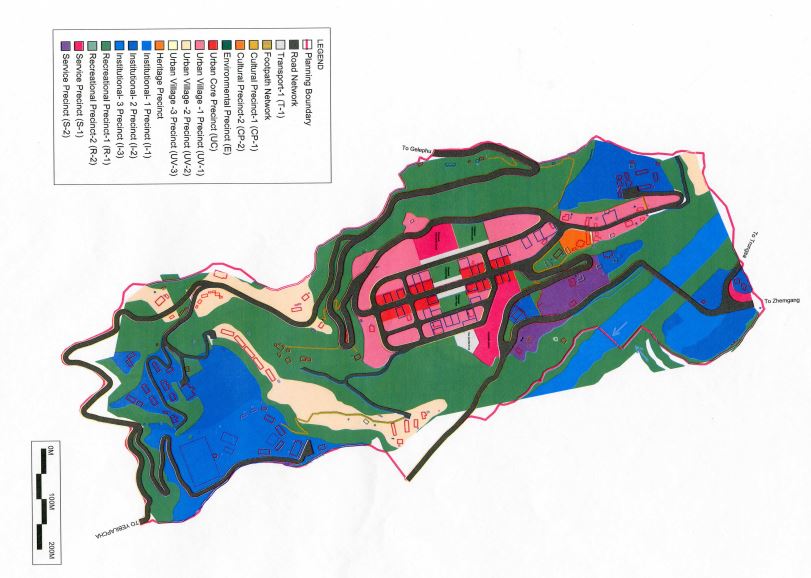 LEGEND
Planning Boundary
Road Network
Transport-1 (T-1)
Footpath Network
Cultural Precinct-1 (CP-1)
Cultural Precinct-2 (CP-2)
Environmental Precinct (E)
Urban Core Precinct (UC)
Urban Village -1 Precinct (UV-1)
Urban Village -2 Precinct (UV-2)
Urban Village -3 Precinct (UV-3)
Heritage Precinct
Institutional- 1 Precinct (I-1)
Institutional- 2 Precinct (I-2)
Institutional- 3 Precinct (I-3)
Recreational Precinct-1 (R-1)
Recreational Precinct-2 (R-2)
Service Precinct (S-1)
Service Precinct (S-2)
To Gelephu
To Trongsa
To Zhemgang
TO YEBILAPCHA
0M
100M
200M